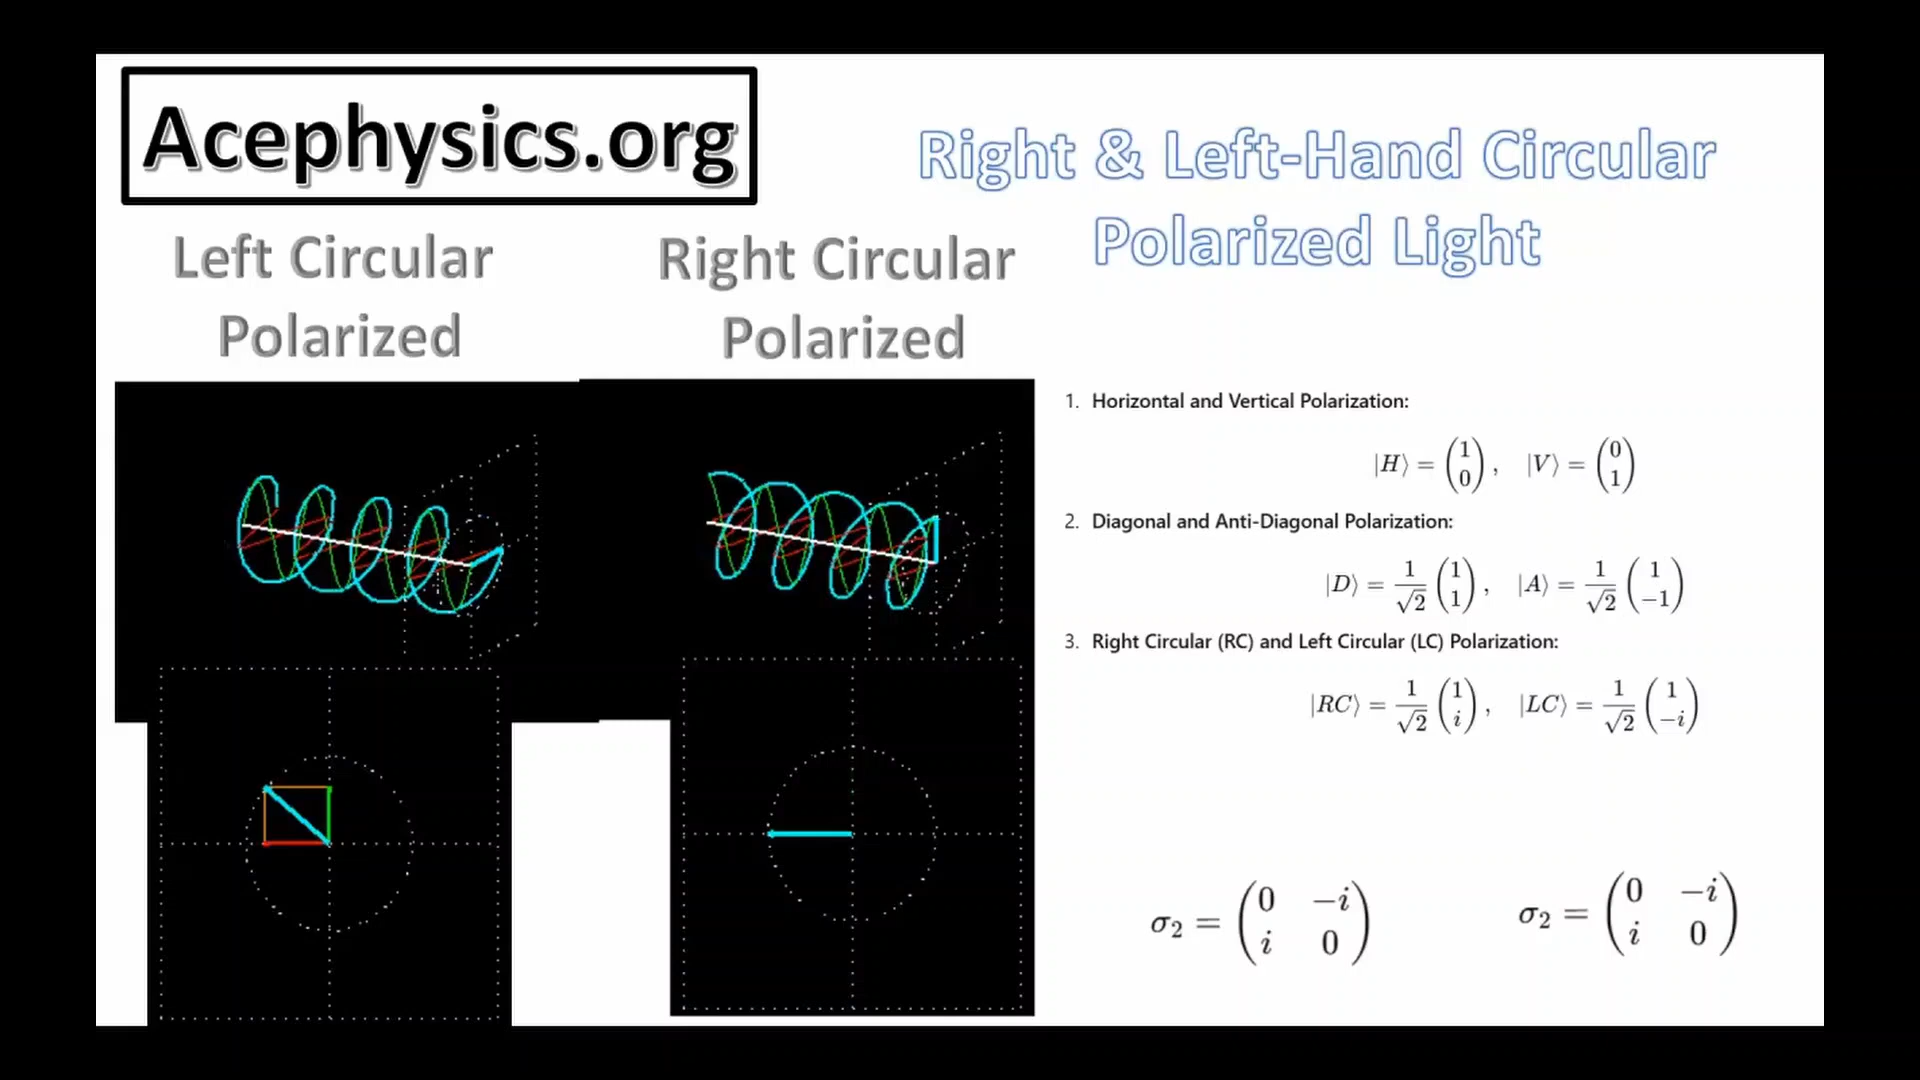 Acephysics.org
Right & Left-Hand Circular
Polarized Light
Left Circular
Polarized
Right Circular
Polarized
1. Horizontal and Vertical Polarization:
|H⟩ = (1 0), |V⟩ = (0 1)
2. Diagonal and Anti-Diagonal Polarization:
|D⟩ = 1/√2 (1 1), |A⟩ = 1/√2 (1 −1)
3. Right Circular (RC) and Left Circular (LC) Polarization:
|RC⟩ = 1/√2 (1 i), |LC⟩ = 1/√2 (1 −i)
σ₂ = (0 −i
i 0)
σ₂ = (0 −i
i 0)